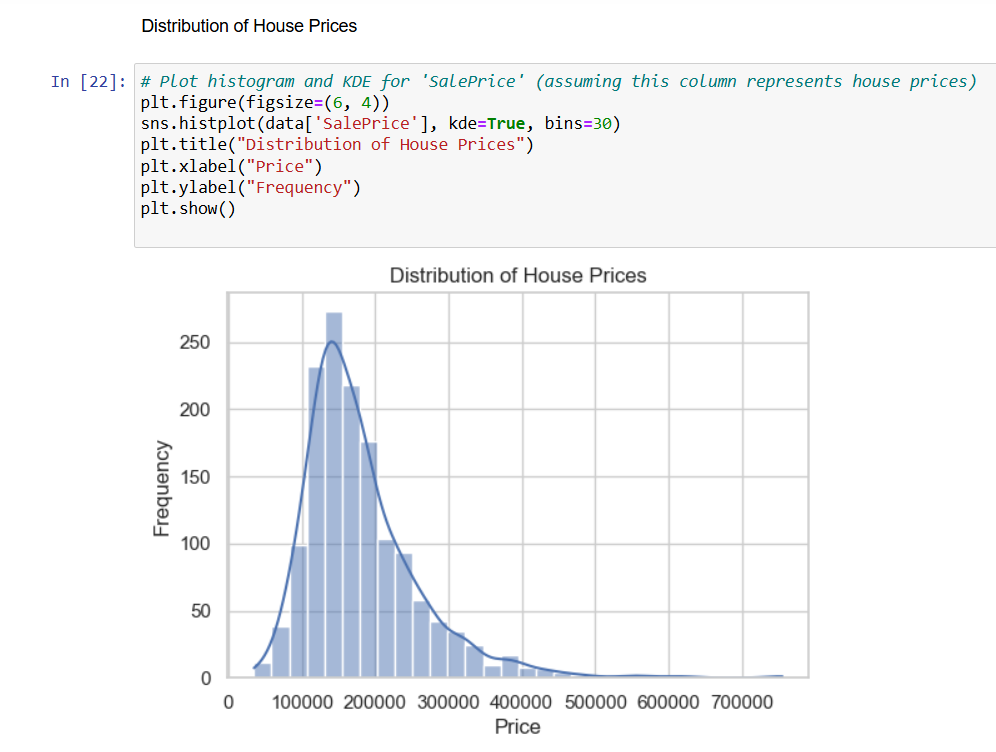 Distribution of House Prices
In [22]: # Plot histogram and KDE for 'SalePrice' (assuming this column represents house prices)
plt.figure(figsize=(6, 4))
sns.histplot(data['SalePrice'], kde=True, bins=30)
plt.title("Distribution of House Prices")
plt.xlabel("Price")
plt.ylabel("Frequency")
plt.show()
Distribution of House Prices
Frequency
250
200
150
100
50
0
0 100000 200000 300000 400000 500000 600000 700000
Price